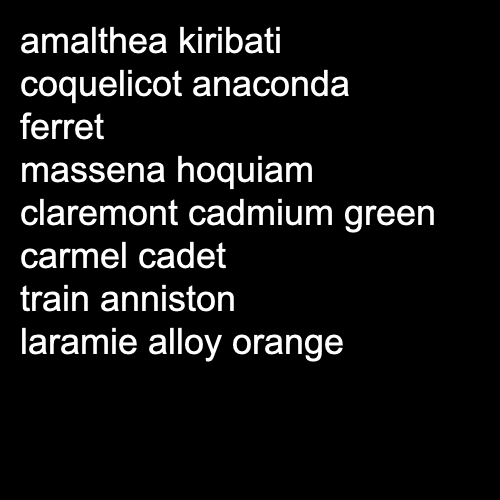 amalthea kiribati
coquelicot anaconda
ferret
massena hoquiam
claremont cadmium green
carmel cadet
train anniston
laramie alloy orange